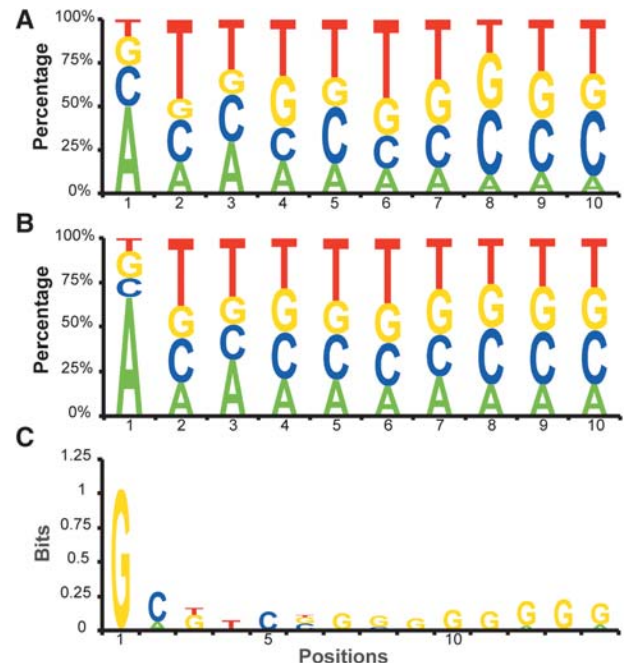 A
Percentage
100%
75%
50%
25%
0%
T T T T T T T T T T
G G G G G G G G G G
C C C C C C C C C C
A A A A A A A A A A
1 2 3 4 5 6 7 8 9 10
B
Percentage
100%
75%
50%
25%
0%
T T T T T T T T T T
G G G G G G G G G G
C C C C C C C C C C
A A A A A A A A A A
1 2 3 4 5 6 7 8 9 10
C
Bits
1.25
1
0.75
0.5
0.25
0
G C T T C G G G G G G G G
A G
1 5 10
Positions